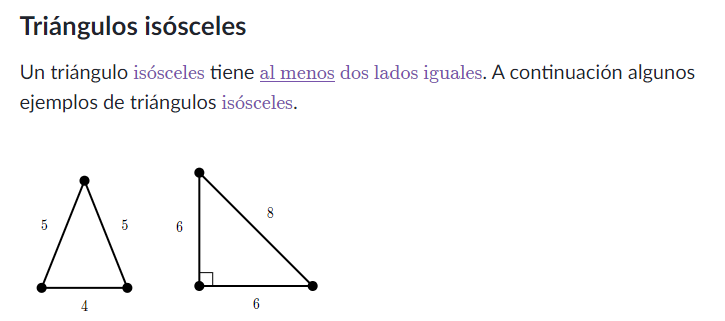 Triángulos isósceles
Un triángulo isósceles tiene al menos dos lados iguales. A continuación algunos
ejemplos de triángulos isósceles.
5 5 6 8
4 6